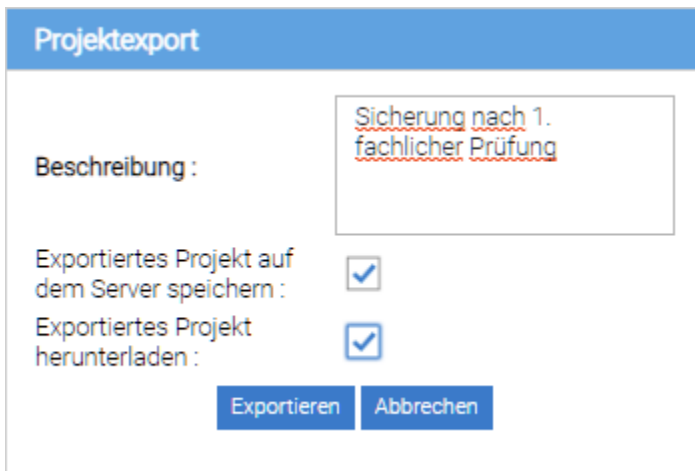 Projektexport
Beschreibung :
Sicherung nach 1.
fachlicher Prüfung
Exportiertes Projekt auf
dem Server speichern :
Exportiertes Projekt
herunterladen :
Exportieren
Abbrechen